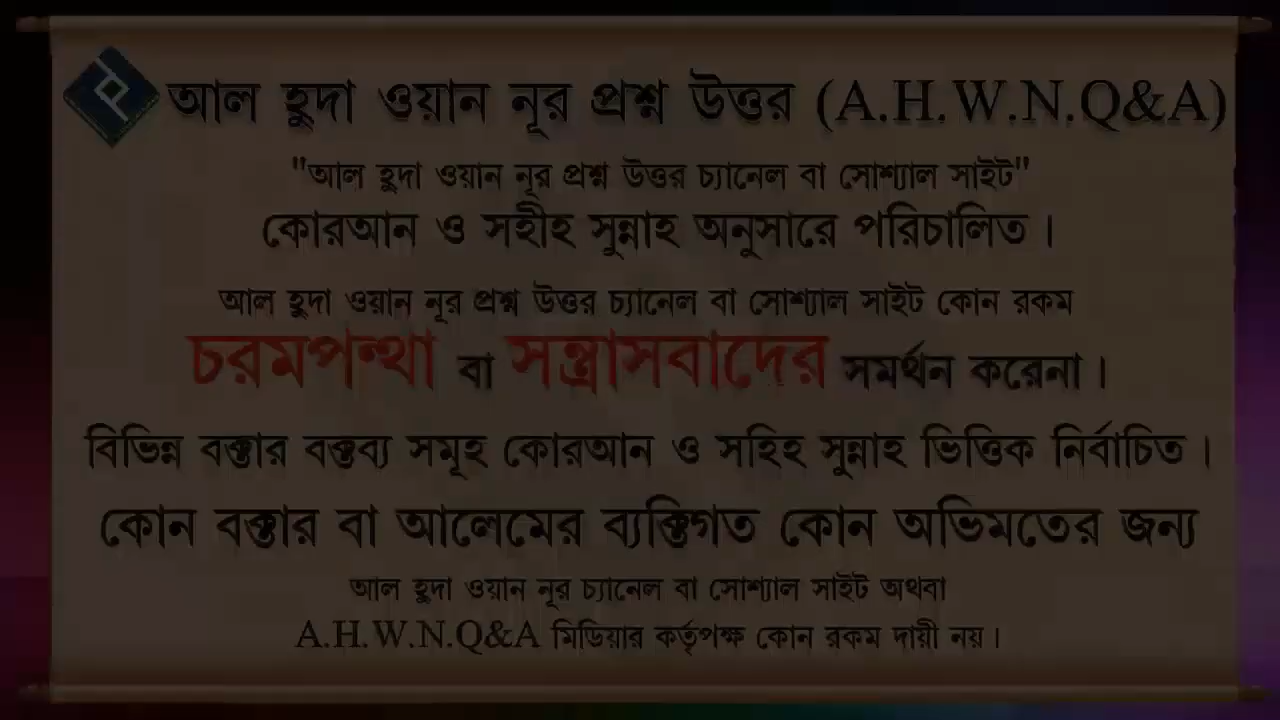 আল হুদা ওয়ান নূর প্রশ্ন উত্তর (A.H.W.N.Q&A)
"আল হুদা ওয়ান নূর প্রশ্ন উত্তর চ্যানেল বা সোশ্যাল সাইট"
কোরআন ও সহীহ সুন্নাহ অনুসারে পরিচালিত।
আল হুদা ওয়ান নূর প্রশ্ন উত্তর চ্যানেল বা সোশ্যাল সাইট কোন রকম
চরমপন্থা বা সন্ত্রাসবাদের সমর্থন করেনা।
বিভিন্ন বক্তার বক্তব্য সমূহ কোরআন ও সহিহ সুন্নাহ ভিত্তিক নির্বাচিত।
কোন বক্তার বা আলেমের ব্যক্তিগত কোন অভিমতের জন্য
আল হুদা ওয়ান নূর চ্যানেল বা সোশ্যাল সাইট অথবা
A.H.W.N.Q&A মিডিয়ার কর্তৃপক্ষ কোন রকম দায়ী নয়।